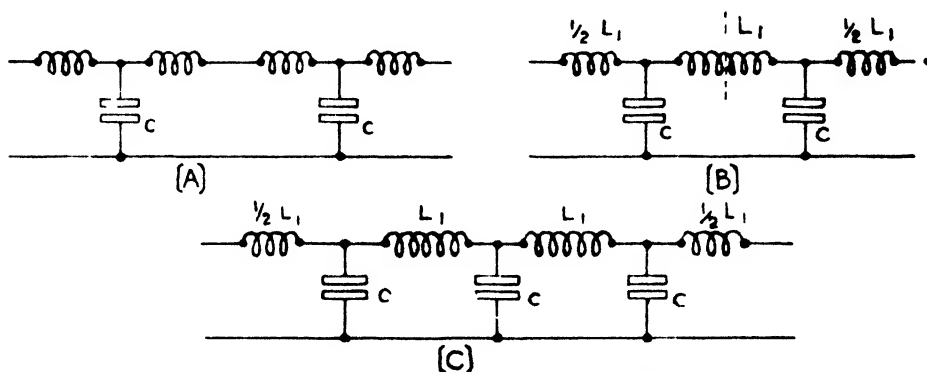 ½ L₁ L₁ ½ L₁
C C C C
[A] [B]
½ L₁ L₁ L₁ ½ L₁
C C C
[C]